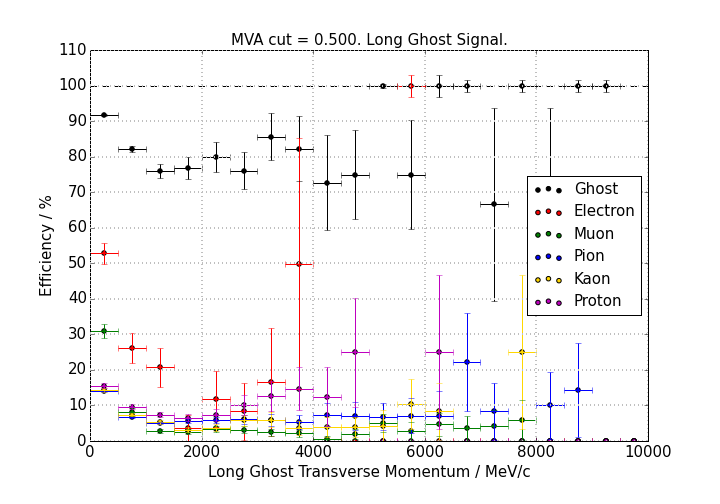 MVA cut = 0.500. Long Ghost Signal.
110
100
90
80
70
60
50
40
30
20
10
0
Efficiency / %
Ghost
Electron
Muon
Pion
Kaon
Proton
0 2000 4000 6000 8000 10000
Long Ghost Transverse Momentum / MeV/c